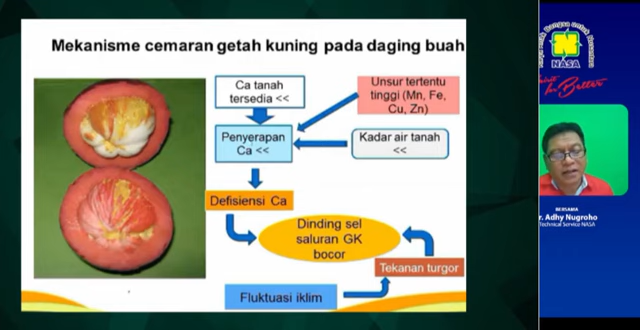 Mekanisme cemaran getah kuning pada daging buah
Ca tanah
tersedia <<
Unsur tertentu
tinggi (Mn, Fe,
Cu, Zn)
Penyerapan
Ca <<
Kadar air tanah
<<
Defisiensi Ca
Dinding sel
saluran GK
bocor
Tekanan turgor
Fluktuasi iklim
NASA
BERSAMA
r. Adhy Nugroho
Technical Service NASA